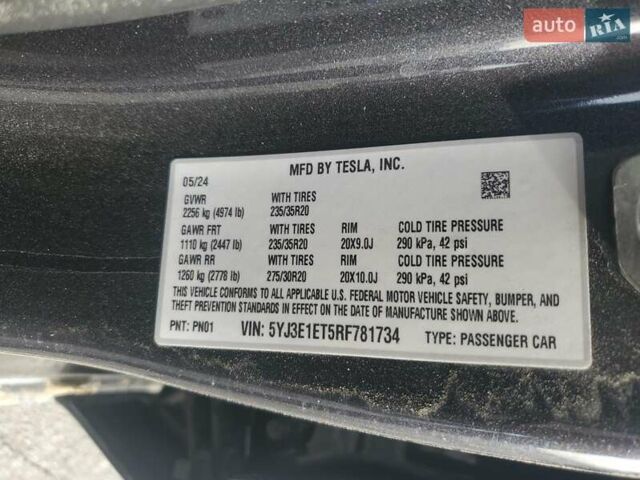 auto RIA .com
MFD BY TESLA, INC.
05/24
GVWR WITH TIRES
2256 kg (4974 lb) 235/35R20
GAWR FRT WITH TIRES RIM COLD TIRE PRESSURE
1110 kg (2447 lb) 235/35R20 20X9.0J 290 kPa, 42 psi
GAWR RR WITH TIRES RIM COLD TIRE PRESSURE
1260 kg (2778 lb) 275/30R20 20X10.0J 290 kPa, 42 psi
THIS VEHICLE CONFORMS TO ALL APPLICABLE U.S. FEDERAL MOTOR VEHICLE SAFETY, BUMPER, AND
THEFT PREVENTION STANDARDS IN EFFECT ON THE DATE OF MANUFACTURE SHOWN ABOVE.
PNT: PN01 VIN: 5YJ3E1ET5RF781734 TYPE: PASSENGER CAR